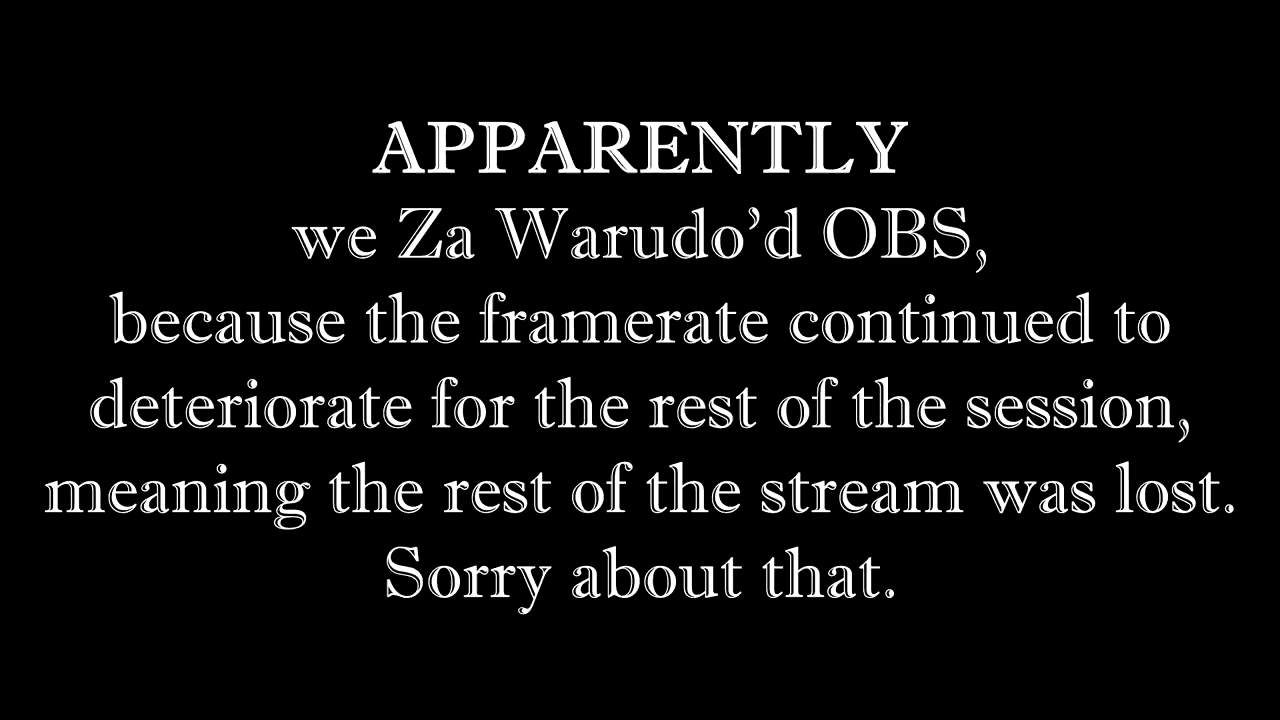 APPARENTLY
we Za Warudo’d OBS,
because the framerate continued to
deteriorate for the rest of the session,
meaning the rest of the stream was lost.
Sorry about that.